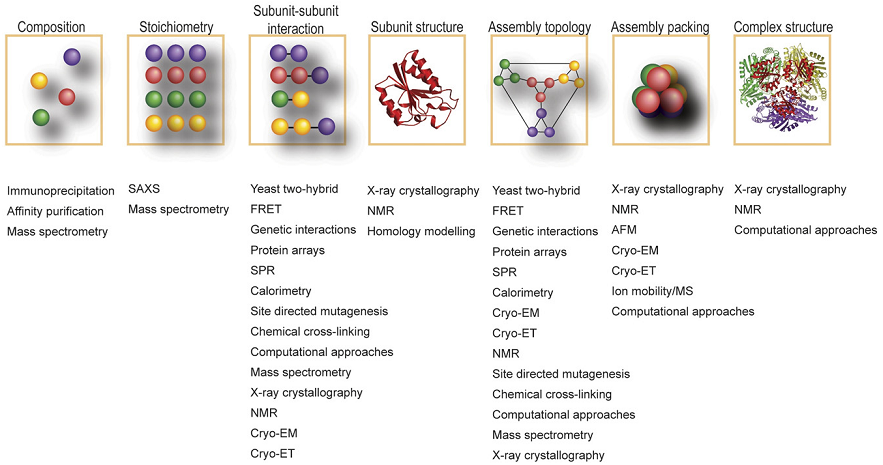 Composition
Immunoprecipitation
Affinity purification
Mass spectrometry
Stoichiometry
SAXS
Mass spectrometry
Subunit-subunit
interaction
Yeast two-hybrid
FRET
Genetic interactions
Protein arrays
SPR
Calorimetry
Site directed mutagenesis
Chemical cross-linking
Computational approaches
Mass spectrometry
X-ray crystallography
NMR
Cryo-EM
Cryo-ET
Subunit structure
X-ray crystallography
NMR
Homology modelling
Assembly topology
Yeast two-hybrid
FRET
Genetic interactions
Protein arrays
SPR
Calorimetry
Cryo-EM
Cryo-ET
NMR
Site directed mutagenesis
Chemical cross-linking
Computational approaches
Mass spectrometry
X-ray crystallography
Assembly packing
X-ray crystallography
NMR
AFM
Cryo-EM
Cryo-ET
Ion mobility/MS
Computational approaches
Complex structure
X-ray crystallography
NMR
Computational approaches